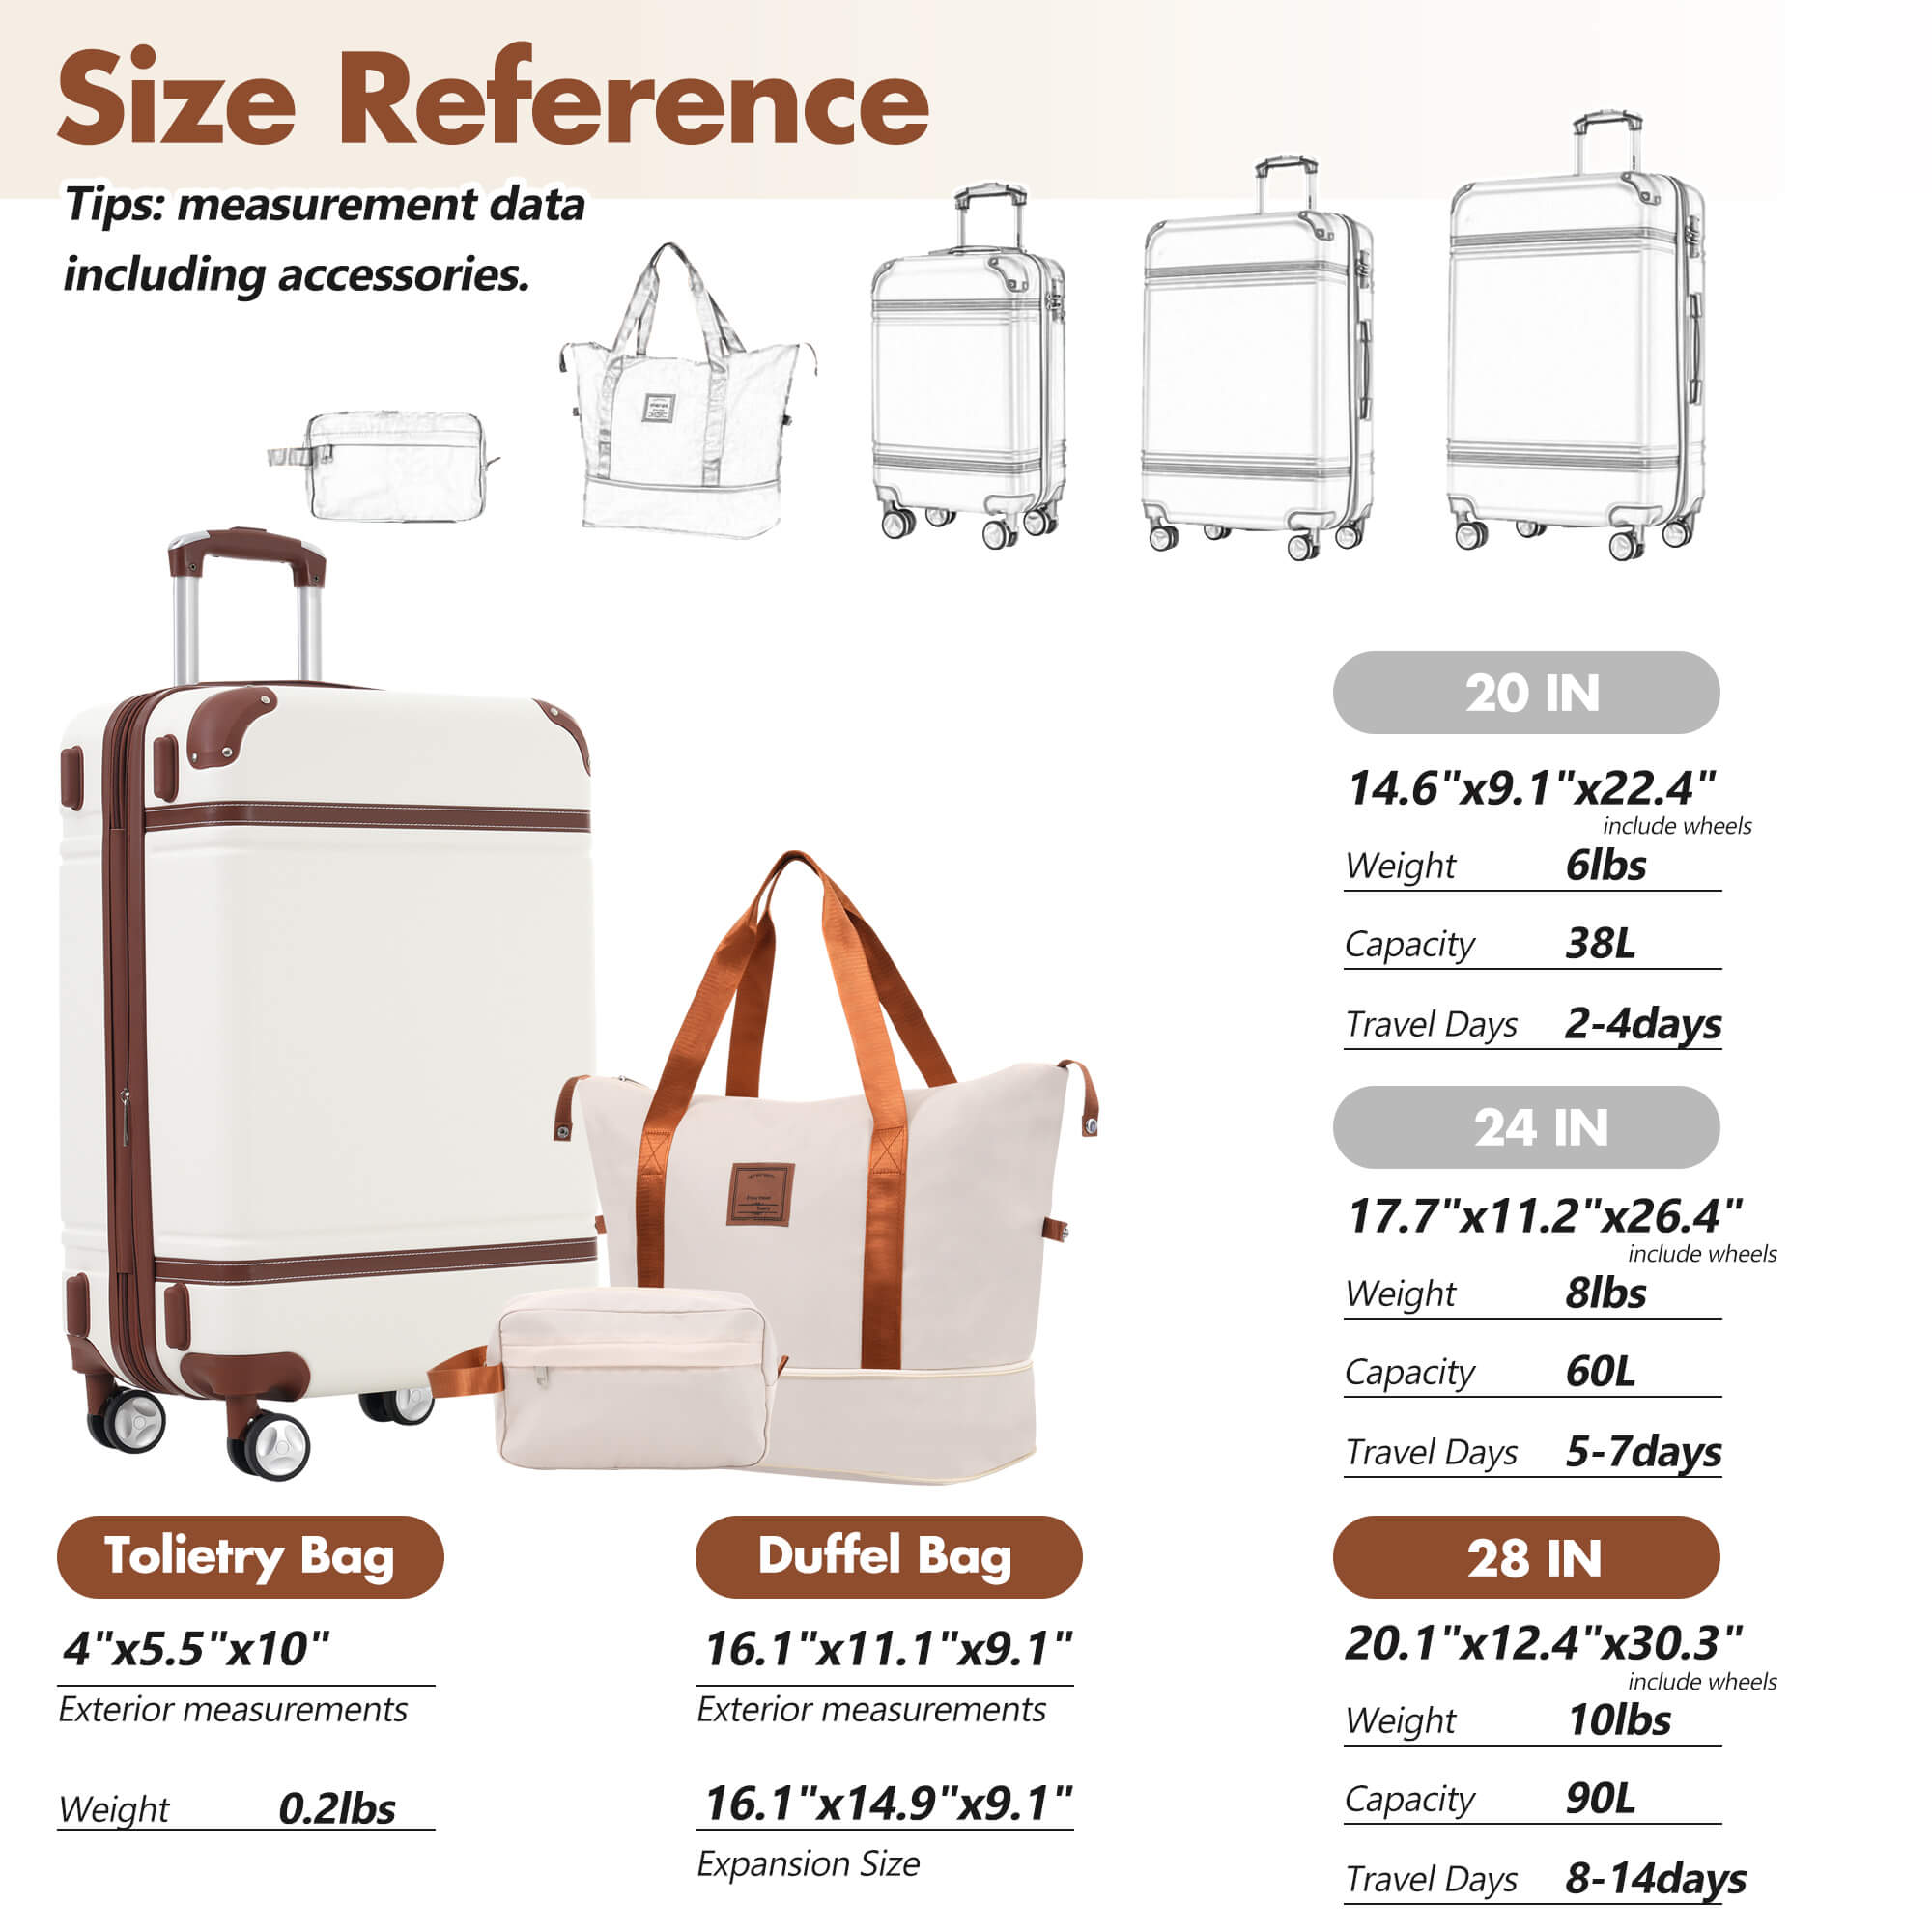 Size Reference
Tips: measurement data
including accessories.
20 IN
14.6"x9.1"x22.4"
include wheels
Weight 6lbs
Capacity 38L
Travel Days 2-4days
24 IN
17.7"x11.2"x26.4"
include wheels
Weight 8lbs
Capacity 60L
Travel Days 5-7days
Tolietry Bag
4"x5.5"x10"
Exterior measurements
Weight 0.2lbs
Duffel Bag
16.1"x11.1"x9.1"
Exterior measurements
16.1"x14.9"x9.1"
Expansion Size
28 IN
20.1"x12.4"x30.3"
include wheels
Weight 10lbs
Capacity 90L
Travel Days 8-14days